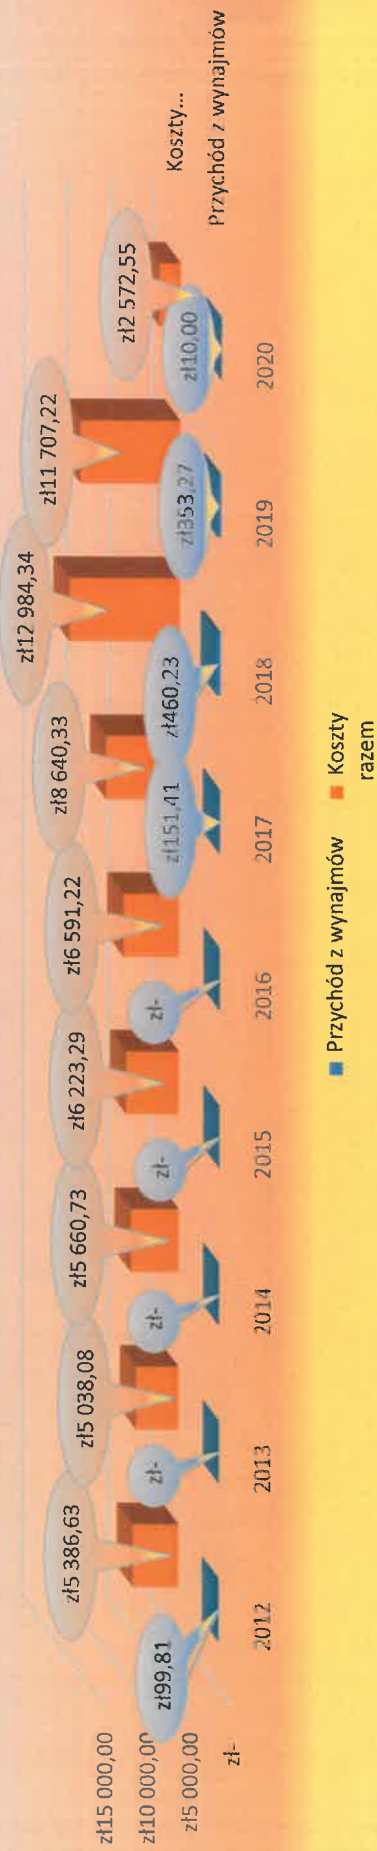 zł15 000,00
zł10 000,00
zł5 000,00
zł-
zł5 386,63
zł5 038,08
zł5 660,73
zł6 223,29
zł6 591,22
zł8 640,33
zł12 984,34
zł11 707,22
zł2 572,55
zł99,81
zł-
zł-
zł-
zł-
zł151,41
zł460,23
zł353,27
zł10,00
Koszty...
Przychód z wynajmów
2012
2013
2014
2015
2016
2017
2018
2019
2020
Przychód z wynajmów
Koszty
razem